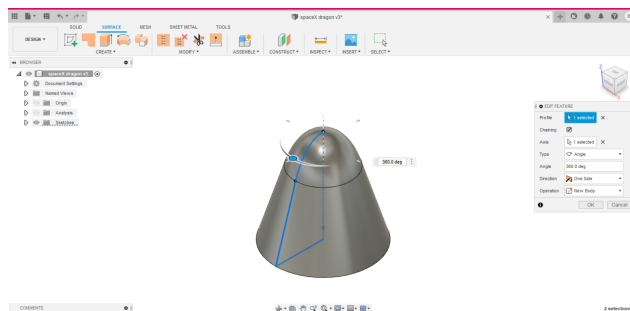 spaceX dragon v3*
SOLID SURFACE MESH SHEET METAL TOOLS
DESIGN
CREATE MODIFY ASSEMBLE CONSTRUCT INSPECT INSERT SELECT
BROWSER
spaceX dragon v3
Document Settings
Named Views
Origin
Analysis
Sketches
360.0 deg
EDIT FEATURE
Profile 1 selected
Chaining
Axis 1 selected
Type Angle
Angle 360.0 deg
Direction One Side
Operation New Body
OK Cancel
COMMENTS